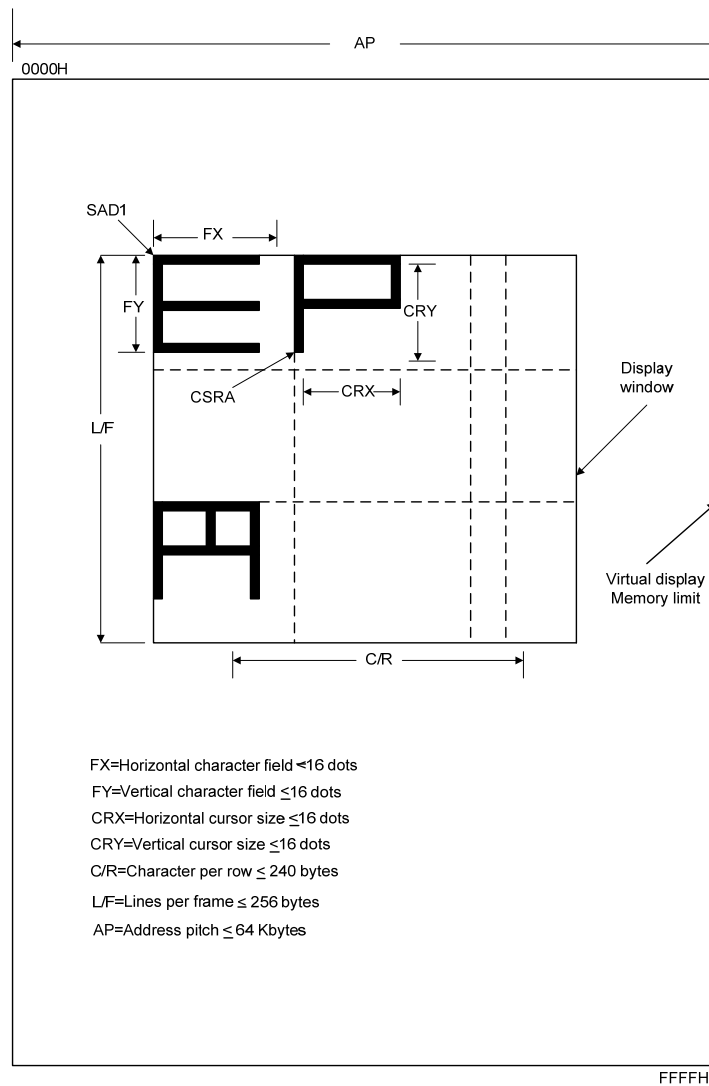 AP
0000H
SAD1
FX
FY
CRY
CSRA
CRX
Display
window
L/F
Virtual display
Memory limit
C/R
FX=Horizontal character field <16 dots
FY=Vertical character field ≤16 dots
CRX=Horizontal cursor size ≤16 dots
CRY=Vertical cursor size ≤16 dots
C/R=Character per row ≤ 240 bytes
L/F=Lines per frame ≤ 256 bytes
AP=Address pitch ≤ 64 Kbytes
FFFFH